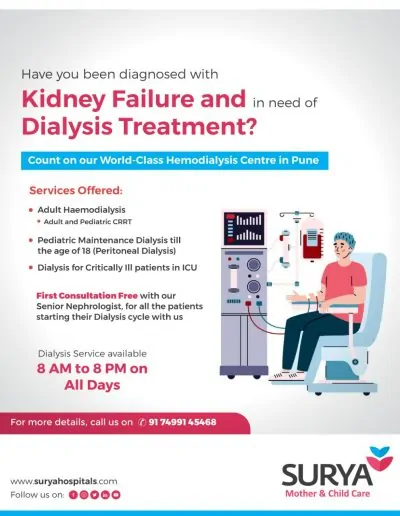 Have you been diagnosed with
Kidney Failure and in need of
Dialysis Treatment?
Count on our World-Class Hemodialysis Centre in Pune
Services Offered:
• Adult Haemodialysis
• Adult and Pediatric CRRT
• Pediatric Maintenance Dialysis till
the age of 18 (Peritoneal Dialysis)
• Dialysis for Critically Ill patients in ICU
First Consultation Free with our
Senior Nephrologist, for all the patients
starting their Dialysis cycle with us
Dialysis Service available
8 AM to 8 PM on
All Days
For more details, call us on 91 74991 45468
www.suryahospitals.com
Follow us on:
SURYA
Mother & Child Care